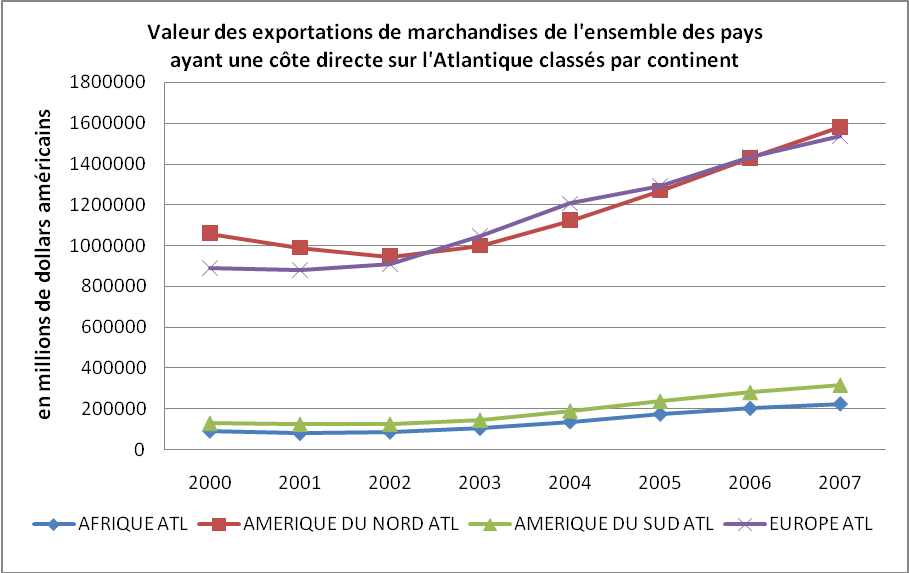 Valeur des exportations de marchandises de l'ensemble des pays
ayant une côte directe sur l'Atlantique classés par continent
en millions de dollars américains
1800000
1600000
1400000
1200000
1000000
800000
600000
400000
200000
0
2000 2001 2002 2003 2004 2005 2006 2007
AFRIQUE ATL AMERIQUE DU NORD ATL AMERIQUE DU SUD ATL EUROPE ATL